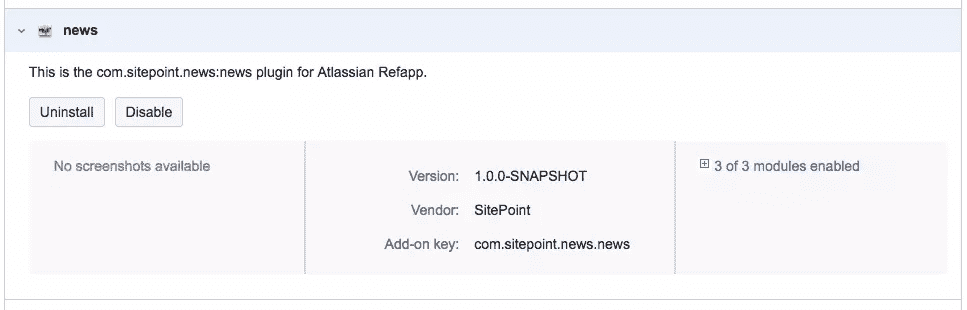 news
This is the com.sitepoint.news:news plugin for Atlassian Refapp.
Uninstall Disable
No screenshots available
Version: 1.0.0-SNAPSHOT
Vendor: SitePoint
Add-on key: com.sitepoint.news.news
3 of 3 modules enabled